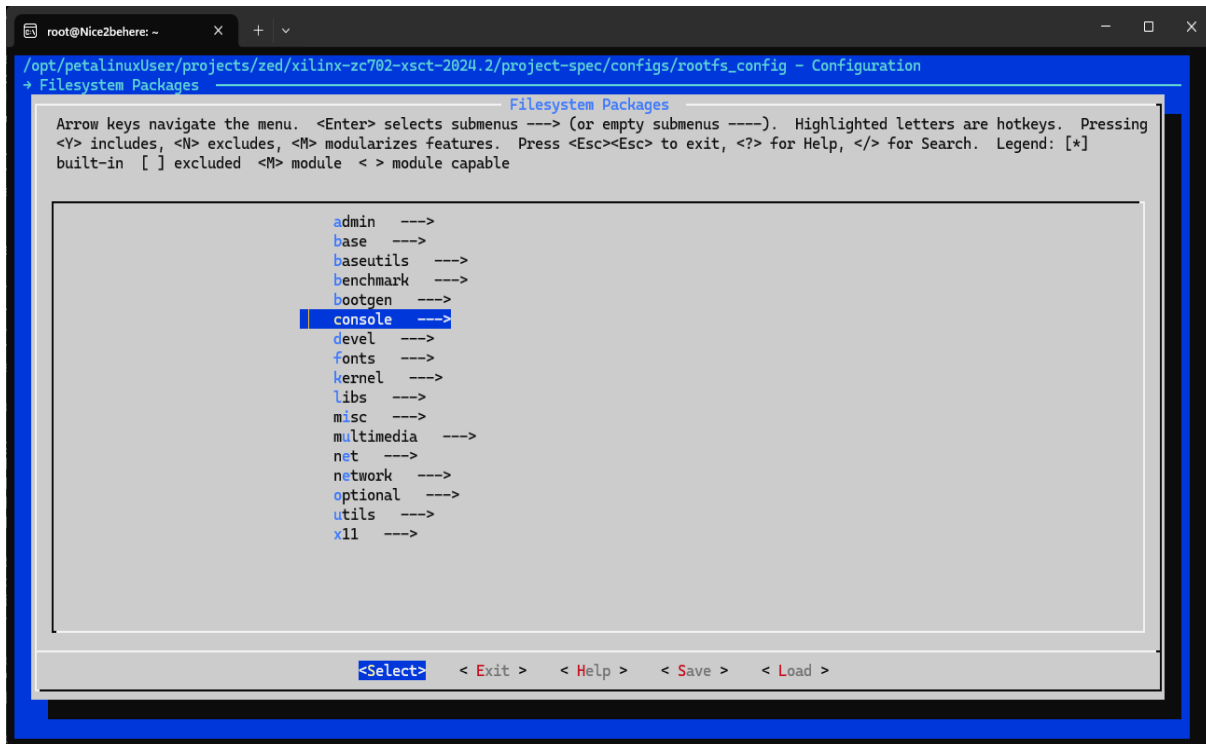 root@Nice2behere: ~
/opt/petalinuxUser/projects/zed/xilinx-zc702-xsct-2024.2/project-spec/configs/rootfs_config - Configuration
→ Filesystem Packages
Filesystem Packages
Arrow keys navigate the menu. <Enter> selects submenus ---> (or empty submenus ----). Highlighted letters are hotkeys. Pressing
<Y> includes, <N> excludes, <M> modularizes features. Press <Esc><Esc> to exit, <?> for Help, </> for Search. Legend: [*]
built-in [ ] excluded <M> module < > module capable
admin --->
base --->
baseutils --->
benchmark --->
bootgen --->
console --->
devel --->
fonts --->
kernel --->
libs --->
misc --->
multimedia --->
net --->
network --->
optional --->
utils --->
x11 --->
<Select> < Exit > < Help > < Save > < Load >